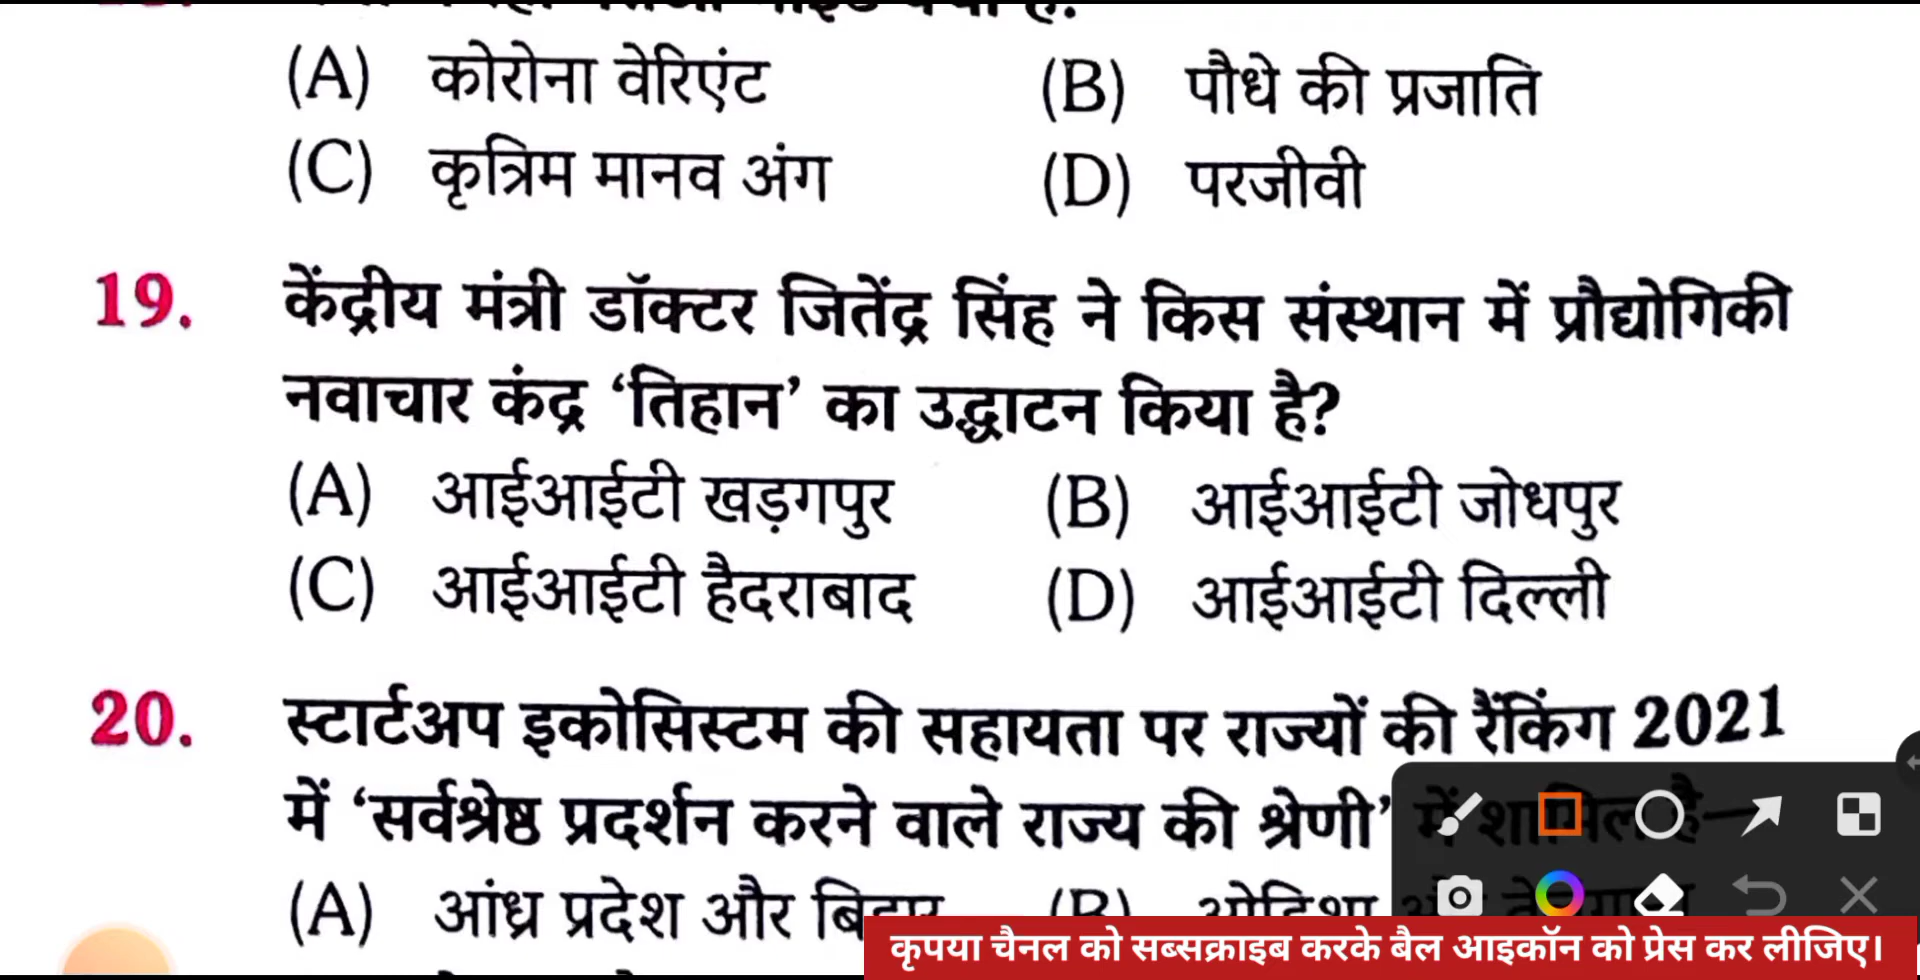 (A) कोरोना वेरिएंट (B) पौधे की प्रजाति
(C) कृत्रिम मानव अंग (D) परजीवी
19. केंद्रीय मंत्री डॉक्टर जितेंद्र सिंह ने किस संस्थान में प्रौद्योगिकी
नवाचार कंद्र ‘तिहान’ का उद्घाटन किया है?
(A) आईआईटी खड़गपुर (B) आईआईटी जोधपुर
(C) आईआईटी हैदराबाद (D) आईआईटी दिल्ली
20. स्टार्टअप इकोसिस्टम की सहायता पर राज्यों की रैंकिंग 2021
में ‘सर्वश्रेष्ठ प्रदर्शन करने वाले राज्य की श्रेणी’ में शामिल है—
(A) आंध्र प्रदेश और बिहार (B) ओडिशा और
कृपया चैनल को सब्सक्राइब करके बैल आइकॉन को प्रेस कर लीजिए।